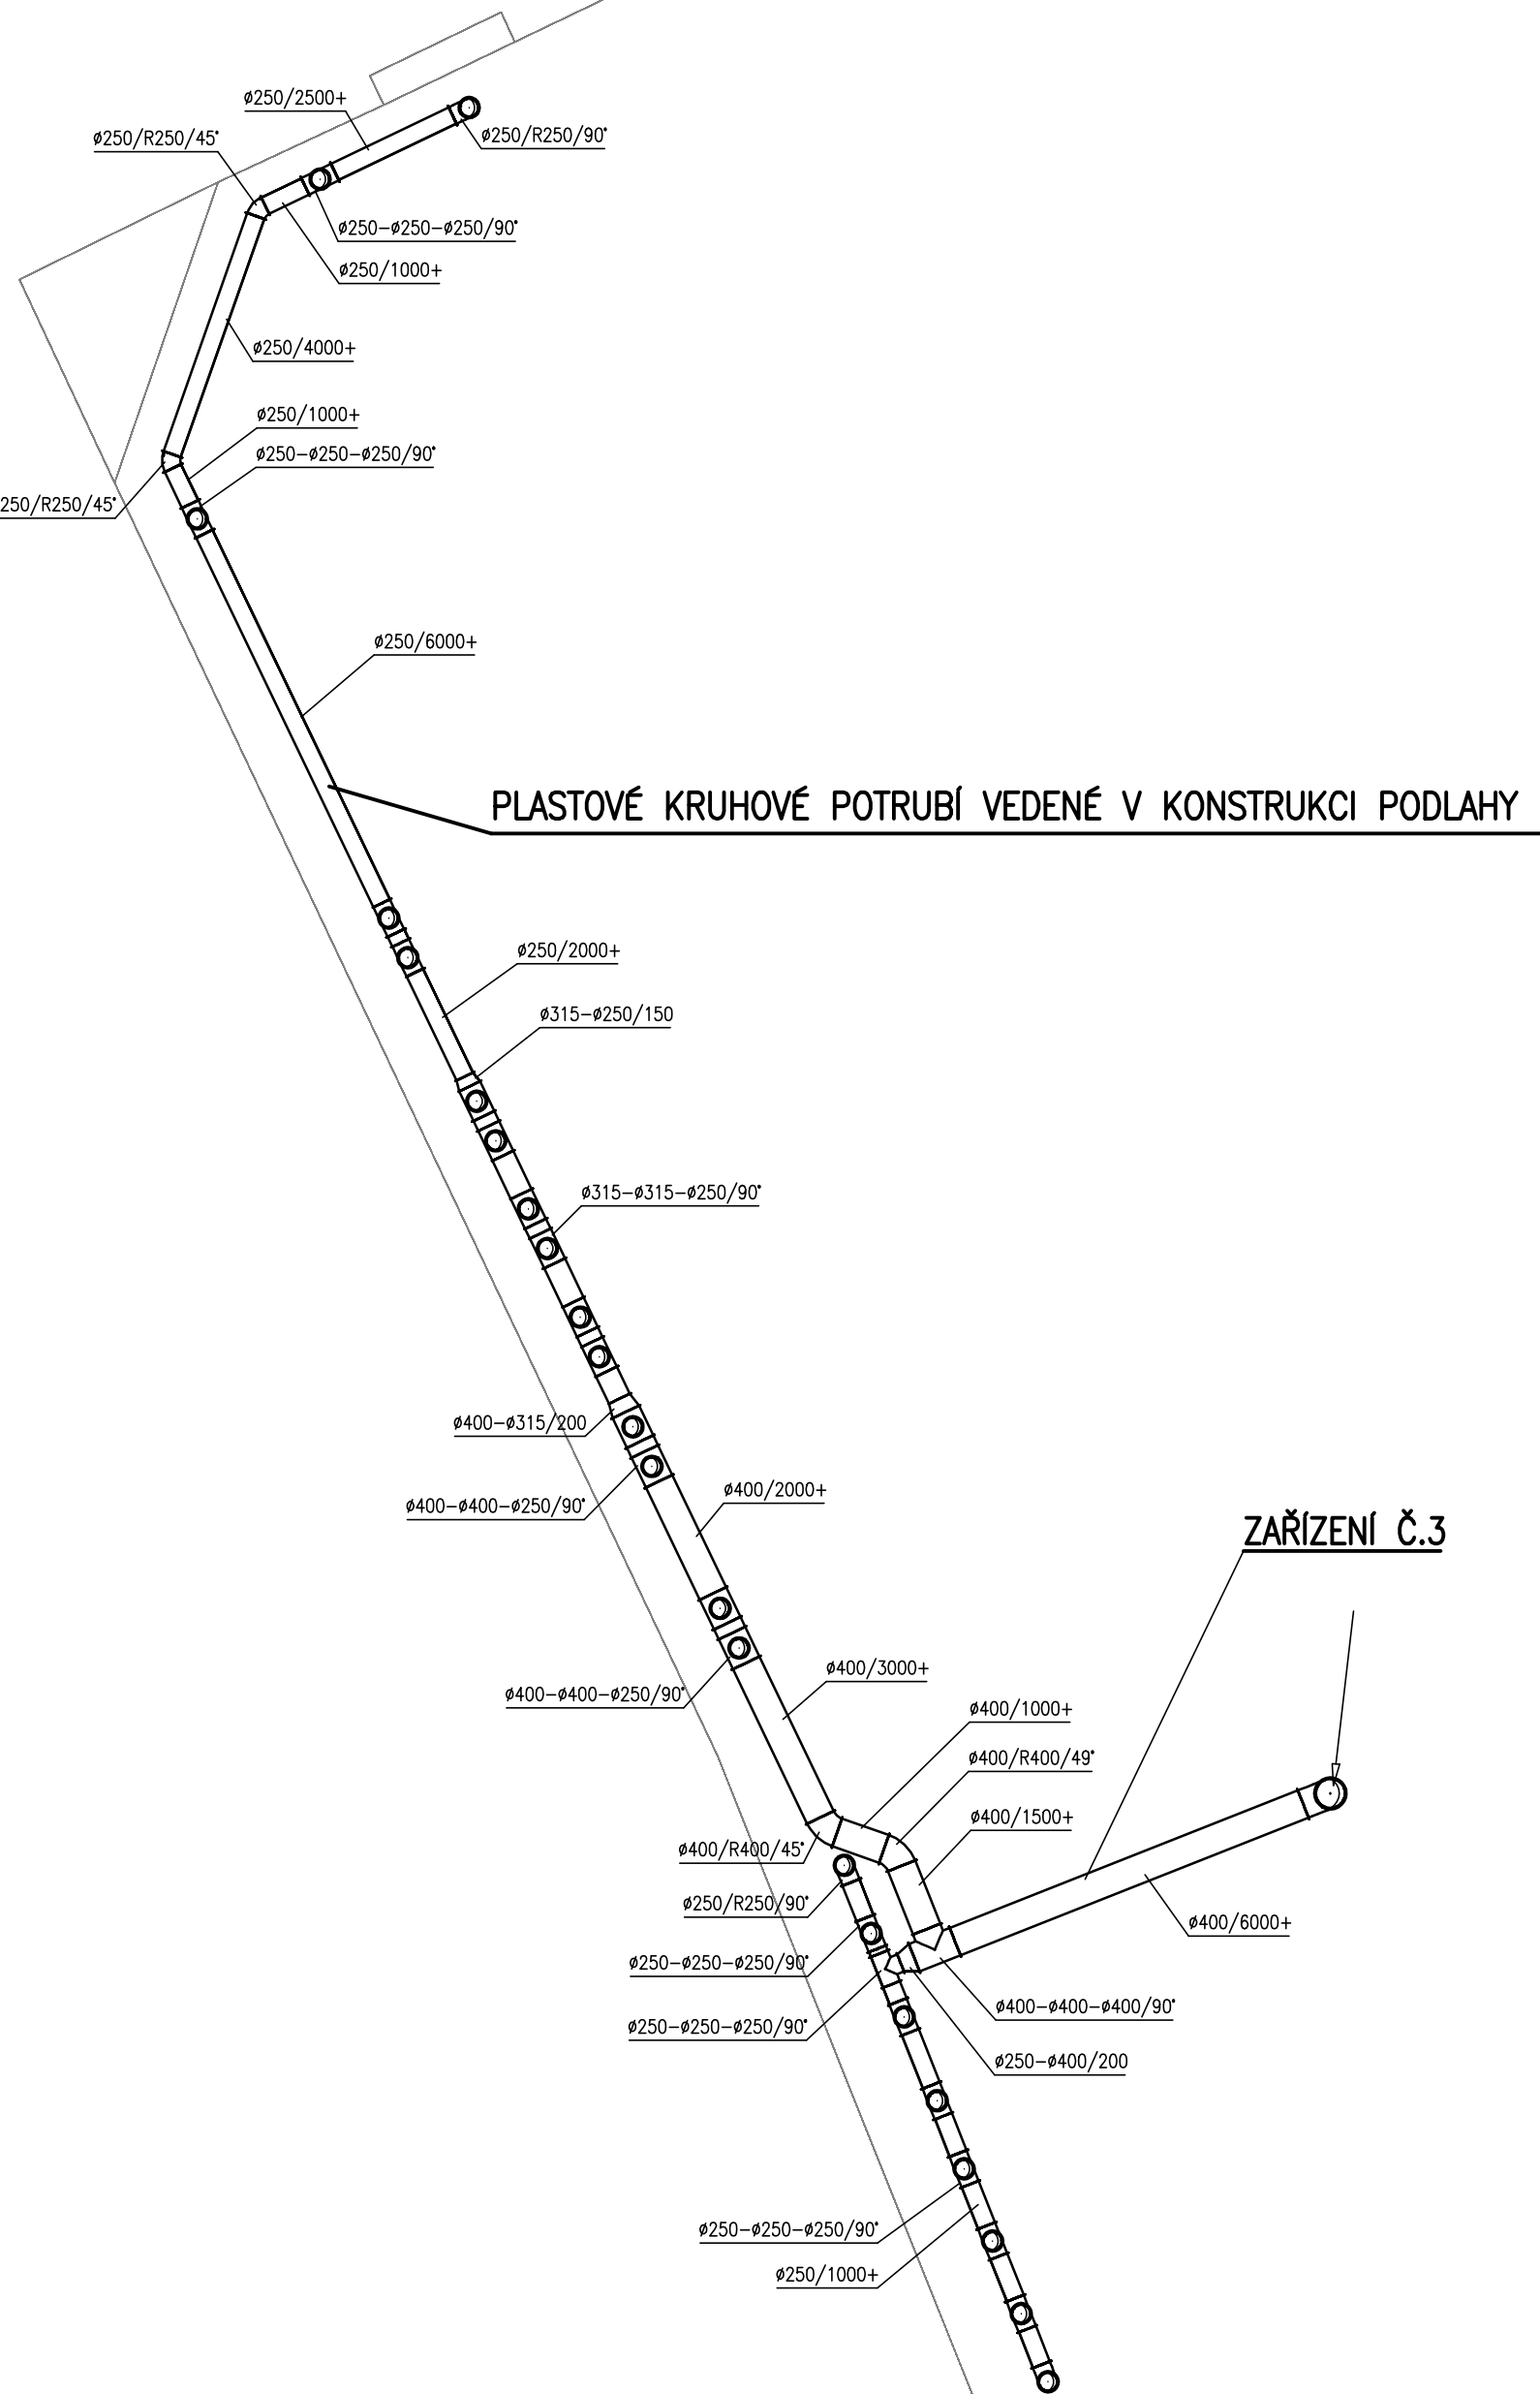 ø250/2500+
ø250/R250/45°
ø250/R250/90°
ø250-ø250-ø250/90°
ø250/1000+
ø250/4000+
ø250/1000+
ø250-ø250-ø250/90°
250/R250/45°
ø250/6000+
PLASTOVÉ KRUHOVÉ POTRUBÍ VEDENÉ V KONSTRUKCI PODLAHY
ø250/2000+
ø315-ø250/150
ø315-ø315-ø250/90°
ø400-ø315/200
ø400-ø400-ø250/90°
ø400/2000+
ZAŘÍZENÍ Č.3
ø400-ø400-ø250/90°
ø400/3000+
ø400/1000+
ø400/R400/49°
ø400/1500+
ø400/R400/45°
ø250/R250/90°
ø400/6000+
ø250-ø250-ø250/90°
ø400-ø400-ø400/90°
ø250-ø250-ø250/90°
ø250-ø400/200
ø250-ø250-ø250/90°
ø250/1000+